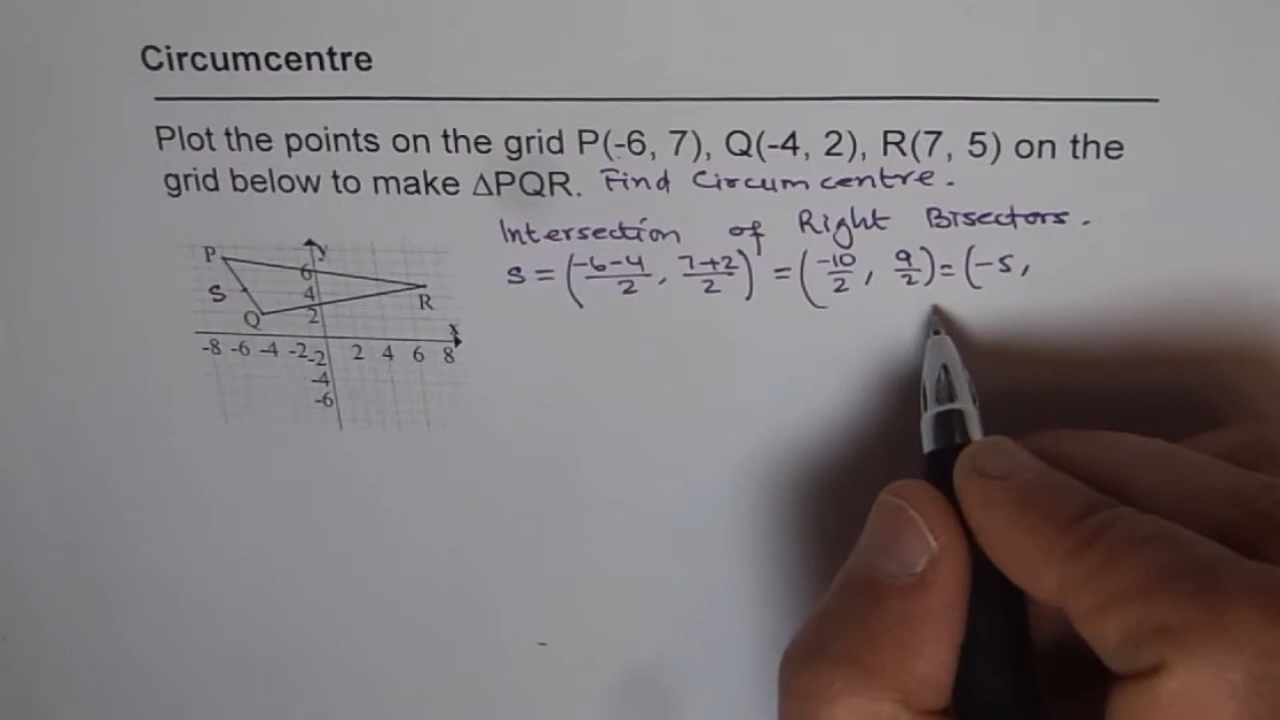 Circumcentre
Plot the points on the grid P(-6, 7), Q(-4, 2), R(7, 5) on the
grid below to make ΔPQR. Find Circumcentre.
Intersection of Right Bisectors.
S = (-6-4/2, 7+2/2) = (-10/2, 9/2) = (-5,
P y
6
S 4 R
Q 2
x
-8 -6 -4 -2 -2 2 4 6 8
-4
-6